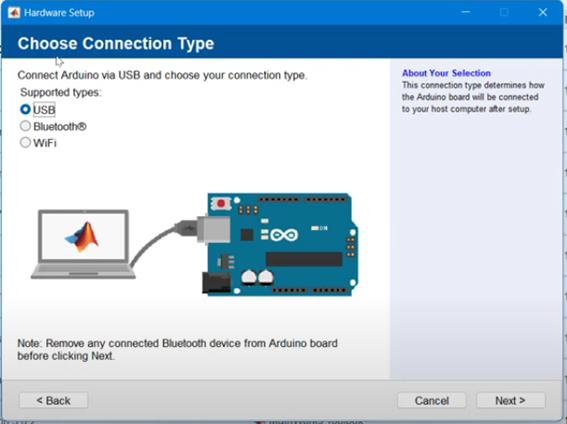 Hardware Setup
Choose Connection Type
Connect Arduino via USB and choose your connection type.
Supported types:
USB
Bluetooth®
WiFi
ON
Note: Remove any connected Bluetooth device from Arduino board
before clicking Next.
About Your Selection
This connection type determines how
the Arduino board will be connected
to your host computer after setup.
< Back
Cancel
Next >